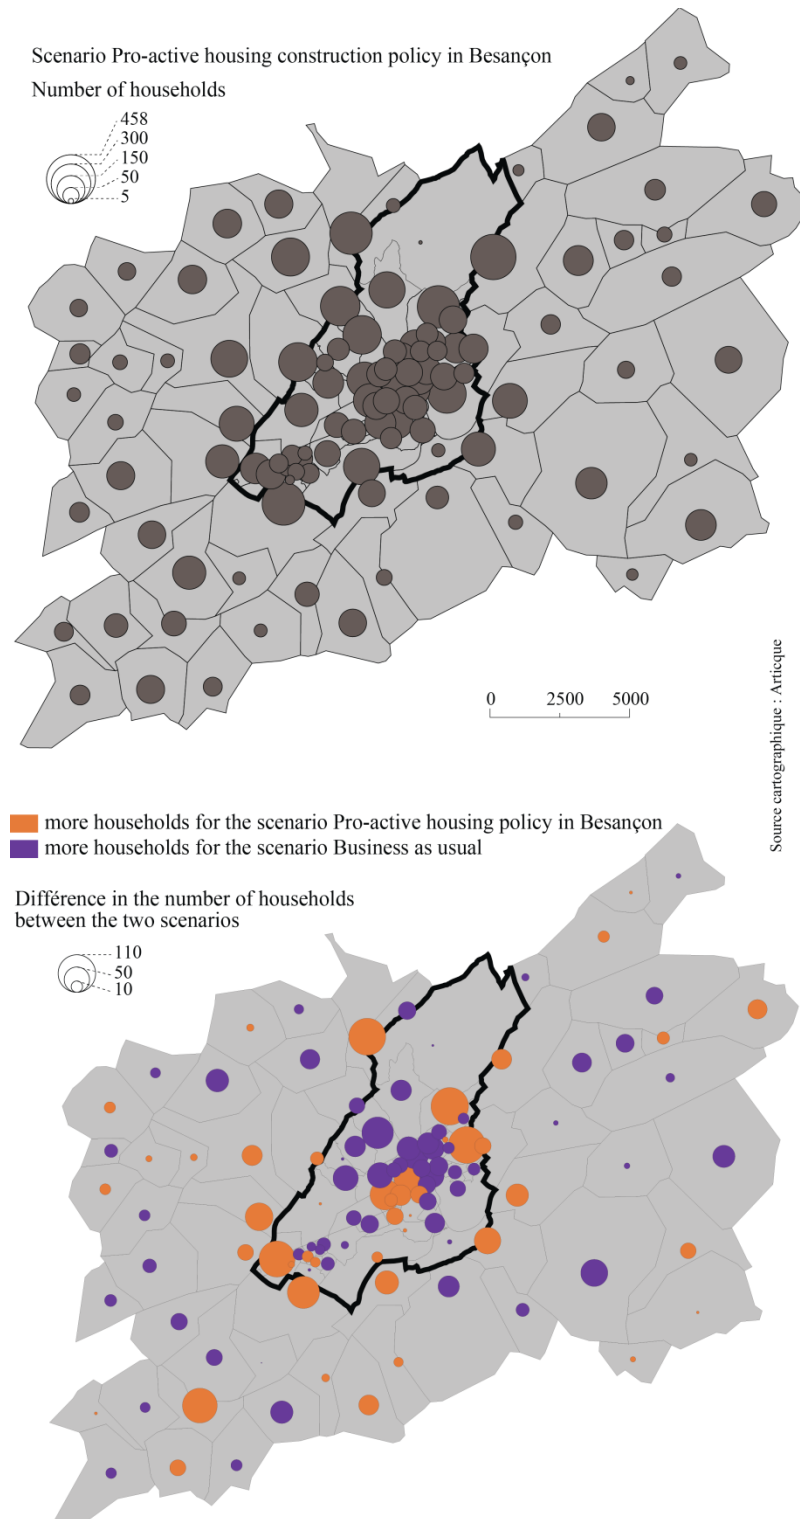 Scenario Pro-active housing construction policy in Besançon
Number of households
458
300
150
50
5
0 2500 5000
Source cartographique : Articque
more households for the scenario Pro-active housing policy in Besançon
more households for the scenario Business as usual
Différence in the number of households
between the two scenarios
110
50
10